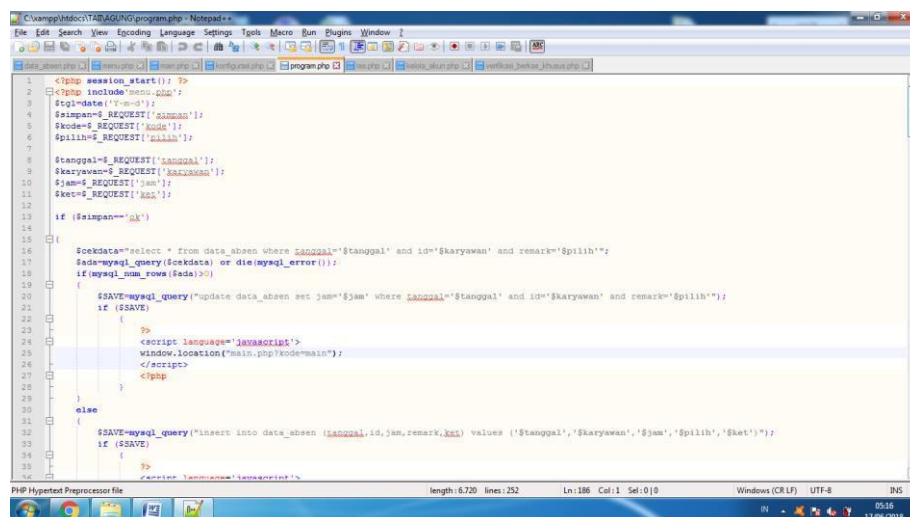 C:\xampp\htdocs\TAII\AGUNG\program.php - Notepad++
File Edit Search View Encoding Language Settings Tools Macro Run Plugins Window ?
data_absen.php menu.php main.php konfigurasi.php program.php kelola_akun.php verifikasi_berkas_khusus.php
1 <?php session_start(); ?>
2 <?php include'menu.php';
3 $tgl=date('Y-m-d');
4 $simpan=$_REQUEST['simpan'];
5 $kode=$_REQUEST['kode'];
6 $pilih=$_REQUEST['pilih'];
7
8 $tanggal=$_REQUEST['tanggal'];
9 $karyawan=$_REQUEST['karyawan'];
10 $jam=$_REQUEST['jam'];
11 $ket=$_REQUEST['ket'];
12
13 if ($simpan=='ok')
14
15 {
16 $cekdata="select * from data_absen where tanggal='$tanggal' and id='$karyawan' and remark='$pilih'";
17 $ada=mysql_query($cekdata) or die(mysql_error());
18 if(mysql_num_rows($ada)>0)
19 {
20 $SAVE=mysql_query("update data_absen set jam='$jam' where tanggal='$tanggal' and id='$karyawan' and remark='$pilih'");
21 if ($SAVE)
22 {
23 ?>
24 <script language='javascript'>
25 window.location("main.php?kode=main");
26 </script>
27 <?php
28 }
29 }
30 else
31 {
32 $SAVE=mysql_query("insert into data_absen (tanggal,id,jam,remark,ket) values ('$tanggal','$karyawan','$jam','$pilih','$ket')");
33 if ($SAVE)
34 {
35 ?>
36 <script language='javascript'>
PHP Hypertext Preprocessor file length : 6.720 lines : 252 Ln : 186 Col : 1 Sel : 0 | 0 Windows (CR LF) UTF-8 INS
IN 05:16
17/06/2018